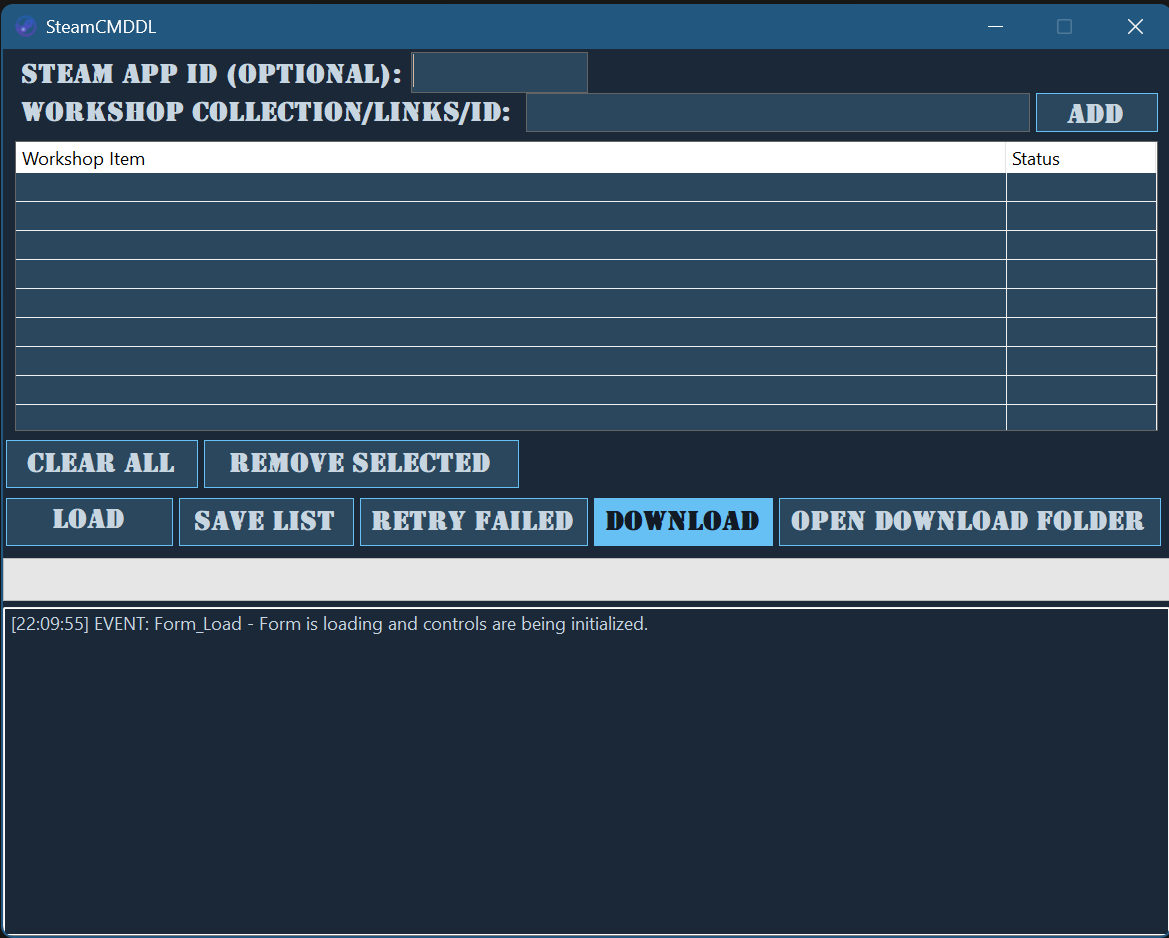 SteamCMDDL
STEAM APP ID (OPTIONAL):
WORKSHOP COLLECTION/LINKS/ID:
ADD
Workshop Item Status
CLEAR ALL REMOVE SELECTED
LOAD SAVE LIST RETRY FAILED DOWNLOAD OPEN DOWNLOAD FOLDER
[22:09:55] EVENT: Form_Load - Form is loading and controls are being initialized.